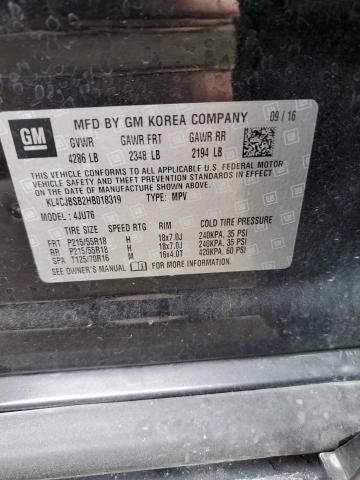 GM
MFD BY GM KOREA COMPANY 09/16
GVWR GAWR FRT GAWR RR
4286 LB 2348 LB 2194 LB
THIS VEHICLE CONFORMS TO ALL APPLICABLE U.S. FEDERAL MOTOR
VEHICLE SAFETY, BUMPER, AND THEFT PREVENTION STANDARDS
IN EFFECT ON THE DATE OF MANUFACTURE SHOWN ABOVE.
KL4CJBSB2HB018319 TYPE: MPV
MODEL: 4JU76
TIRE SIZE SPEED RTG RIM COLD TIRE PRESSURE
FRT P215/55R18 H 18x7.0J 240KPA, 35 PSI
RR P215/55R18 H 18x7.0J 240KPA, 35 PSI
SPA T125/70R16 M 16x4.0T 420KPA, 60 PSI
SEE OWNER'S MANUAL FOR MORE INFORMATION.